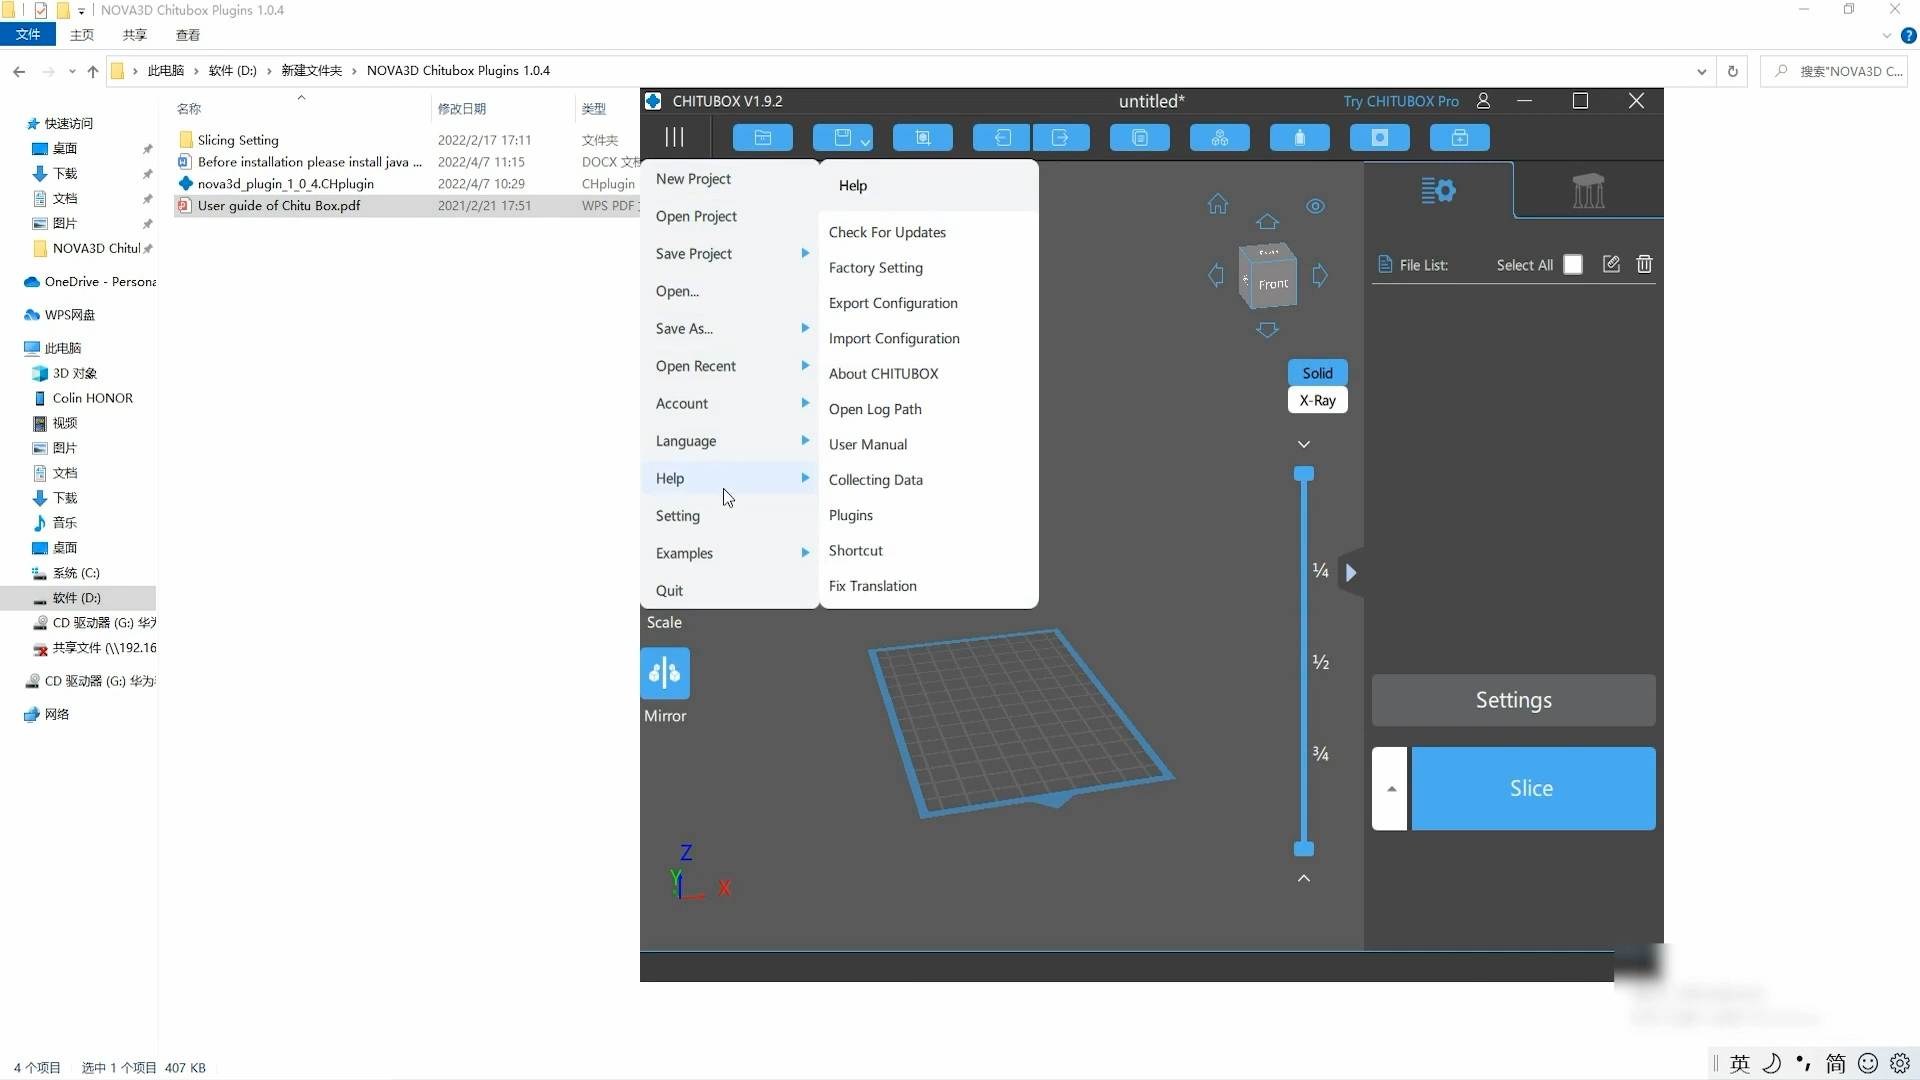 NOVA3D Chitubox Plugins 1.0.4
文件 主页 共享 查看
此电脑 › 软件 (D:) › 新建文件夹 › NOVA3D Chitubox Plugins 1.0.4
搜索"NOVA3D C...
名称 修改日期 类型
Slicing Setting 2022/2/17 17:11 文件夹
Before installation please install java ... 2022/4/7 11:15 DOCX 文档
nova3d_plugin_1_0_4.CHplugin 2022/4/7 10:29 CHplugin
User guide of Chitu Box.pdf 2021/2/21 17:51 WPS PDF
快速访问
桌面
下载
文档
图片
NOVA3D Chitul
OneDrive - Persona
WPS网盘
此电脑
3D 对象
Colin HONOR
视频
图片
文档
下载
音乐
桌面
系统 (C:)
软件 (D:)
CD 驱动器 (G:) 华为
共享文件 (\\192.16
CD 驱动器 (G:) 华为
网络
4 个项目 选中 1 个项目 407 KB
CHITUBOX V1.9.2
untitled*
Try CHITUBOX Pro
New Project
Open Project
Save Project
Open...
Save As...
Open Recent
Account
Language
Help
Setting
Examples
Quit
Help
Check For Updates
Factory Setting
Export Configuration
Import Configuration
About CHITUBOX
Open Log Path
User Manual
Collecting Data
Plugins
Shortcut
Fix Translation
Scale
Mirror
Front
Solid
X-Ray
¼
½
¾
Z
Y
X
File List:
Select All
Settings
Slice
英 简